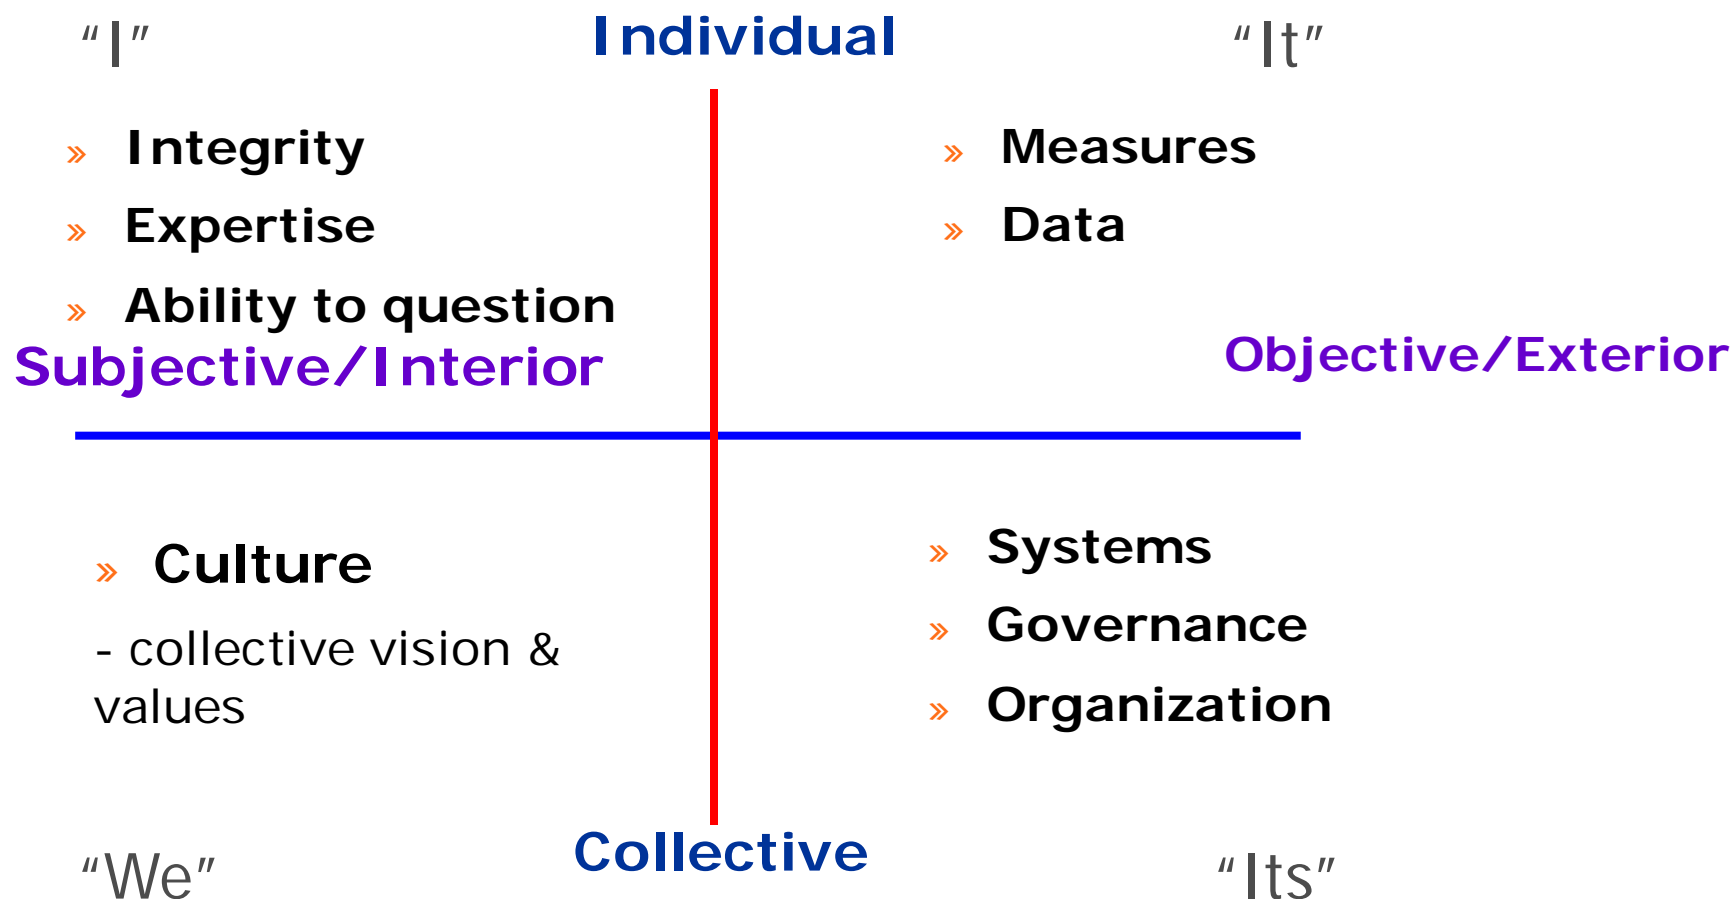 “I”
Individual
“It”
» Integrity
» Expertise
» Ability to question
» Measures
» Data
Subjective/Interior
Objective/Exterior
» Culture
- collective vision &
values
» Systems
» Governance
» Organization
“We”
Collective
“Its”